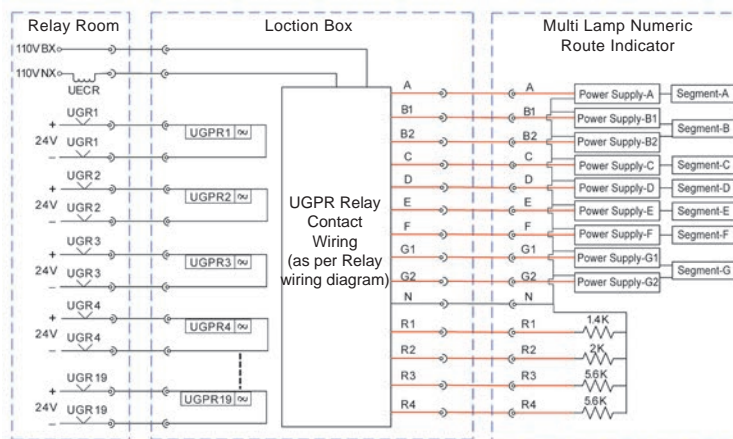 Relay Room
Loction Box
Multi Lamp Numeric
Route Indicator
110V BX
110V NX
UECR
UGR1
+
24V
UGR1
–
UGPR1
UGR2
+
24V
UGR2
–
UGPR2
UGR3
+
24V
UGR3
–
UGPR3
UGR4
+
24V
UGR4
–
UGPR4
UGR19
+
24V
UGR19
–
UGPR19
UGPR Relay
Contact
Wiring
(as per Relay
wiring diagram)
A A Power Supply-A Segment-A
B1 B1 Power Supply-B1
Segment-B
B2 B2 Power Supply-B2
C C Power Supply-C Segment-C
D D Power Supply-D Segment-D
E E Power Supply-E Segment-E
F F Power Supply-F Segment-F
G1 G1 Power Supply-G1
Segment-G
G2 G2 Power Supply-G2
N N
R1 R1 1.4K
R2 R2 2K
R3 R3 5.6K
R4 R4 5.6K